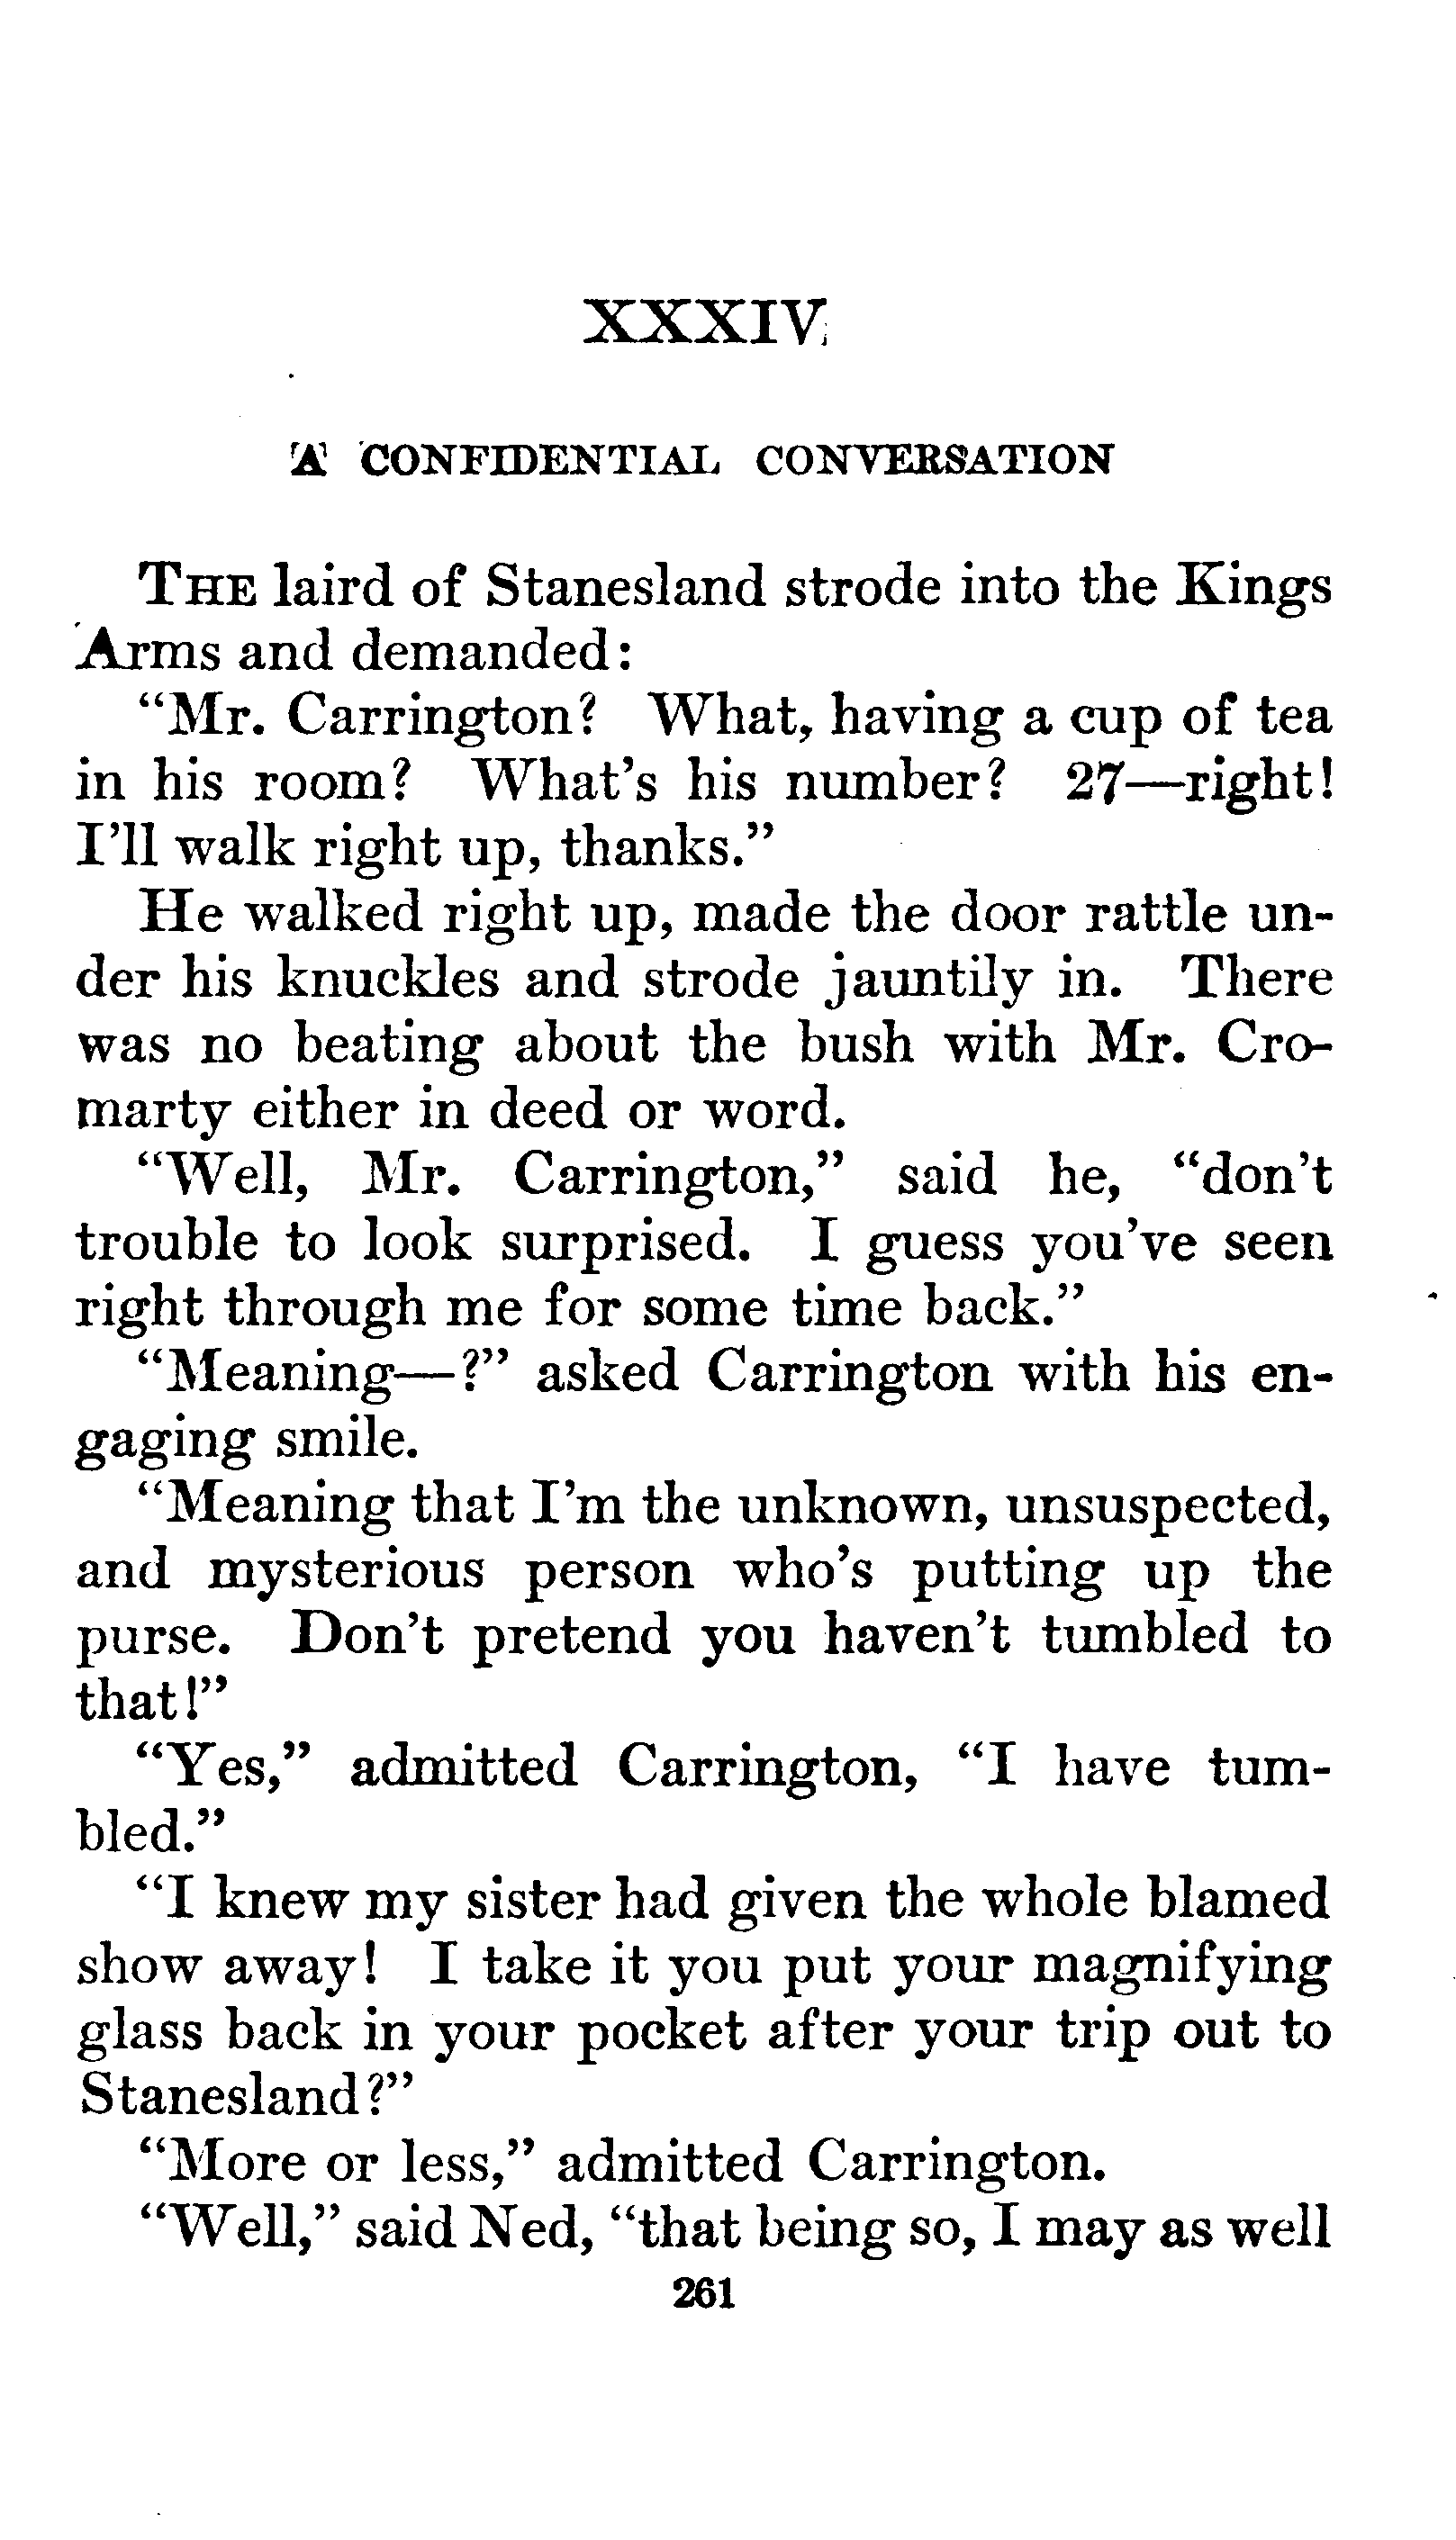 XXXIV
A CONFIDENTIAL CONVERSATION
THE laird of Stanesland strode into the Kings
Arms and demanded:
“Mr. Carrington? What, having a cup of tea
in his room? What's his number? 27—right!
I'll walk right up, thanks.”
He walked right up, made the door rattle un-
der his knuckles and strode jauntily in. There
was no beating about the bush with Mr. Cro-
marty either in deed or word.
“Well, Mr. Carrington,” said he, “don't
trouble to look surprised. I guess you've seen
right through me for some time back.”
“Meaning—?” asked Carrington with his en-
gaging smile.
“Meaning that I'm the unknown, unsuspected,
and mysterious person who's putting up the
purse. Don't pretend you haven't tumbled to
that!”
“Yes,” admitted Carrington, “I have tum-
bled.”
“I knew my sister had given the whole blamed
show away! I take it you put your magnifying
glass back in your pocket after your trip out to
Stanesland?”
“More or less,” admitted Carrington.
“Well,” said Ned, “that being so, I may as well
261